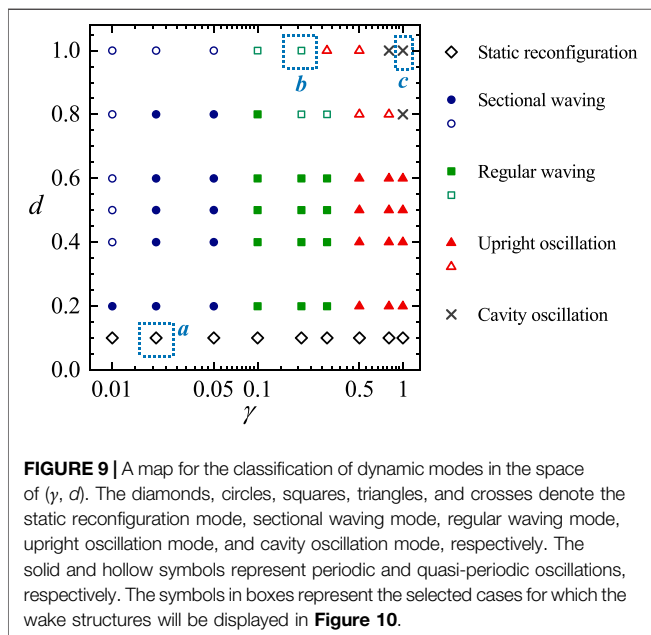 1.0
0.8
0.6
d
0.4
0.2
0.0
0.01
0.05
0.1
0.5
1
γ
a
b
c
Static reconfiguration
Sectional waving
Regular waving
Upright oscillation
Cavity oscillation
FIGURE 9 | A map for the classification of dynamic modes in the space
of (γ, d). The diamonds, circles, squares, triangles, and crosses denote the
static reconfiguration mode, sectional waving mode, regular waving mode,
upright oscillation mode, and cavity oscillation mode, respectively. The
solid and hollow symbols represent periodic and quasi-periodic oscillations,
respectively. The symbols in boxes represent the selected cases for which the
wake structures will be displayed in Figure 10.